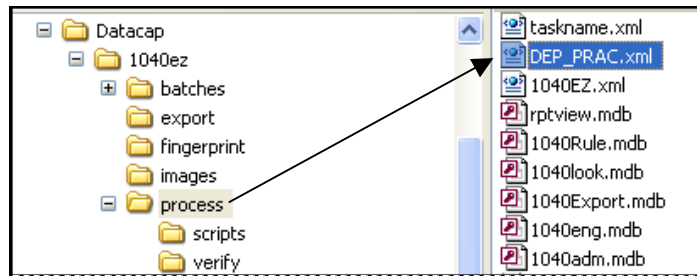 Datacap
1040ez
batches
export
fingerprint
images
process
scripts
verify
taskname.xml
DEP_PRAC.xml
1040EZ.xml
rptview.mdb
1040Rule.mdb
1040look.mdb
1040Export.mdb
1040eng.mdb
1040adm.mdb